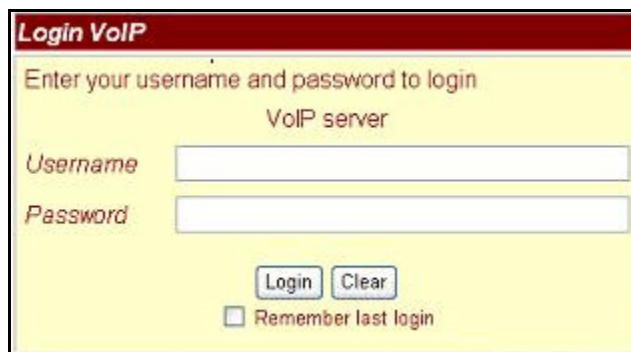 Login VoIP
Enter your username and password to login
VoIP server
Username
Password
Login Clear
Remember last login